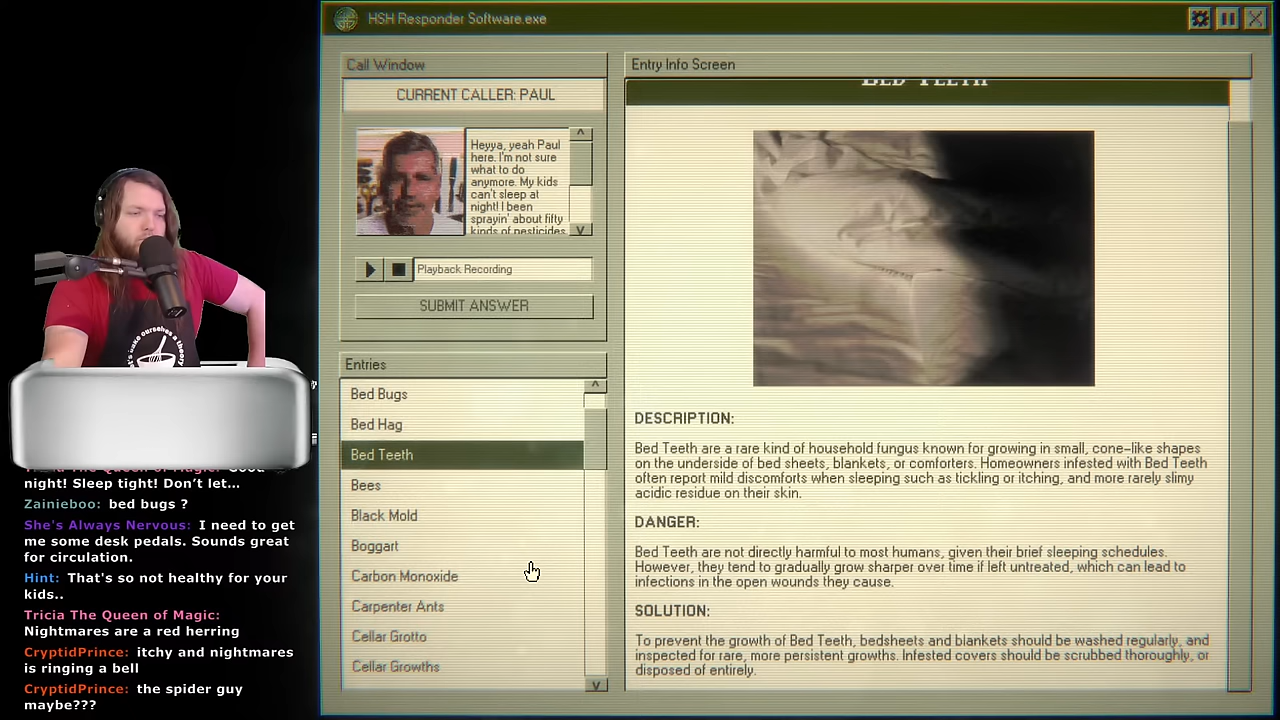 HSH Responder Software.exe
Call Window
CURRENT CALLER: PAUL
Heyya, yeah Paul
here. I'm not sure
what to do
anymore. My kids
can't sleep at
night! I been
sprayin' about fifty
kinds of pesticides
Playback Recording
SUBMIT ANSWER
Entries
Bed Bugs
Bed Hag
Bed Teeth
Bees
Black Mold
Boggart
Carbon Monoxide
Carpenter Ants
Cellar Grotto
Cellar Growths
Entry Info Screen
BED TEETH
DESCRIPTION:
Bed Teeth are a rare kind of household fungus known for growing in small, cone-like shapes
on the underside of bed sheets, blankets, or comforters. Homeowners infested with Bed Teeth
often report mild discomforts when sleeping such as tickling or itching, and more rarely slimy
acidic residue on their skin.
DANGER:
Bed Teeth are not directly harmful to most humans, given their brief sleeping schedules.
However, they tend to gradually grow sharper over time if left untreated, which can lead to
infections in the open wounds they cause.
SOLUTION:
To prevent the growth of Bed Teeth, bedsheets and blankets should be washed regularly, and
inspected for rare, more persistent growths. Infested covers should be scrubbed thoroughly, or
disposed of entirely.
Tricia The Queen of Magic: Good
night! Sleep tight! Don't let...
Zainieboo: bed bugs ?
She's Always Nervous: I need to get
me some desk pedals. Sounds great
for circulation.
Hint: That's so not healthy for your
kids..
Tricia The Queen of Magic:
Nightmares are a red herring
CryptidPrince: itchy and nightmares
is ringing a bell
CryptidPrince: the spider guy
maybe???